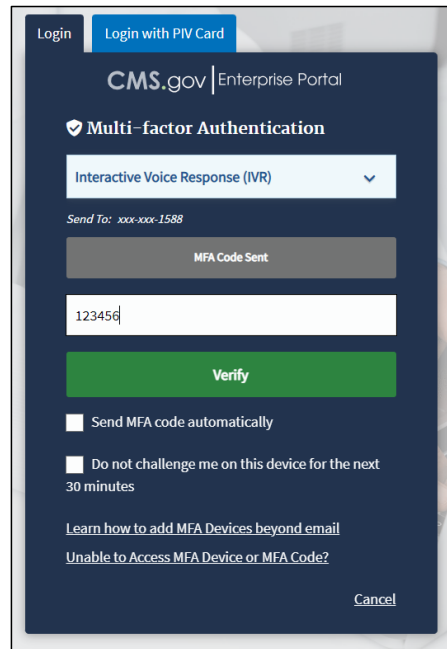 Login
Login with PIV Card
CMS.gov Enterprise Portal
Multi-factor Authentication
Interactive Voice Response (IVR)
Send To: xxx-xxx-1588
MFA Code Sent
123456
Verify
Send MFA code automatically
Do not challenge me on this device for the next
30 minutes
Learn how to add MFA Devices beyond email
Unable to Access MFA Device or MFA Code?
Cancel